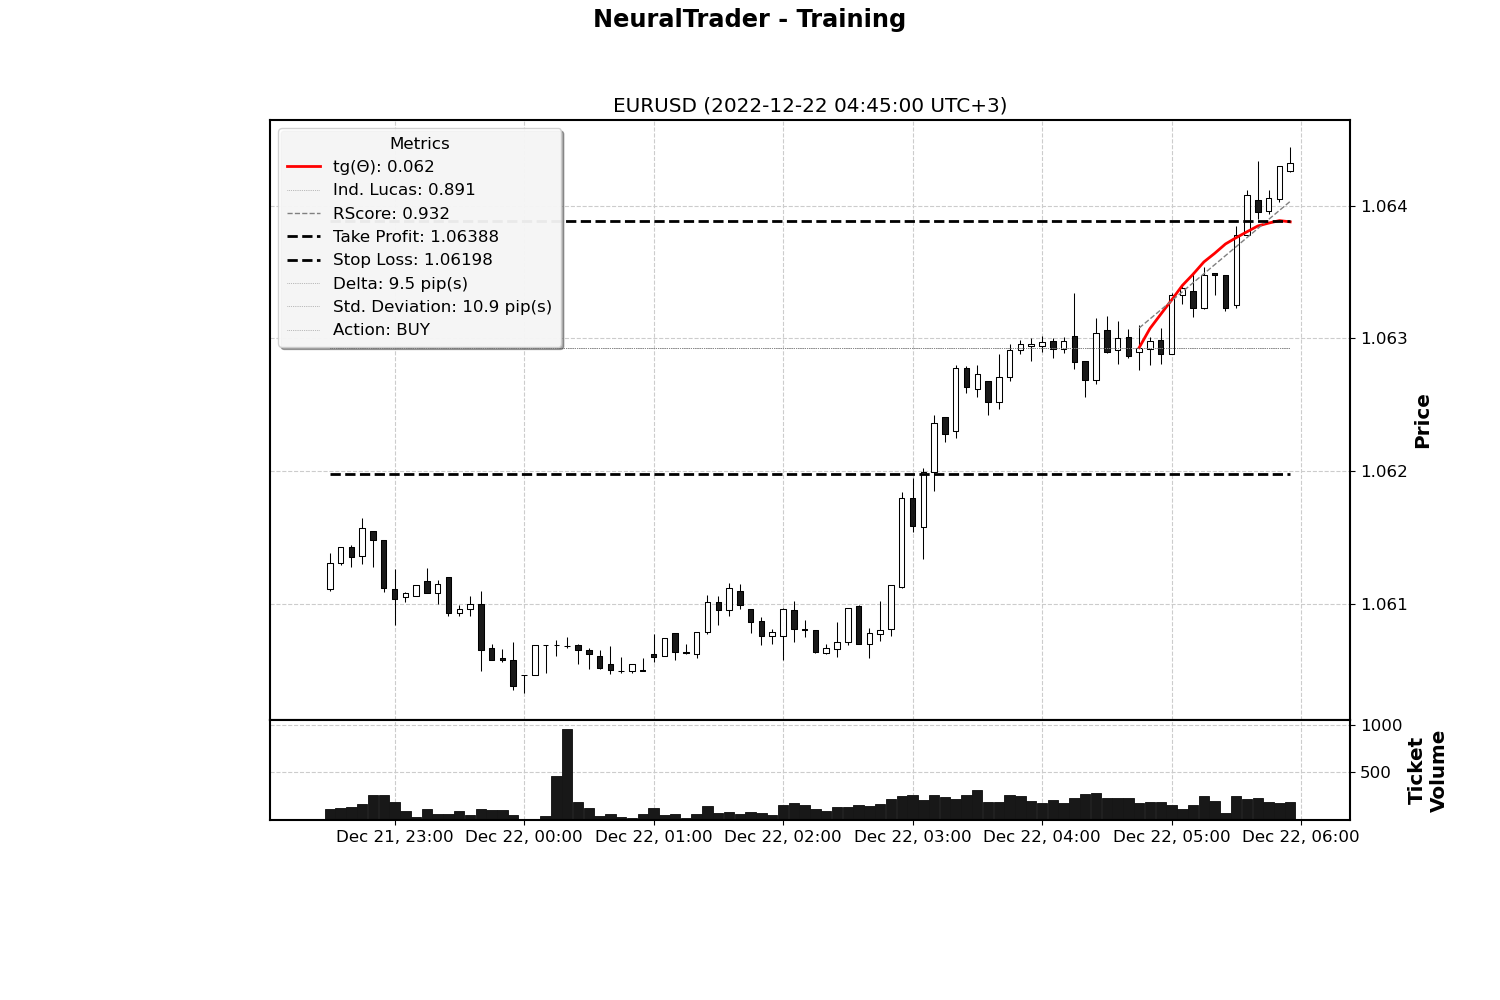 NeuralTrader - Training
EURUSD (2022-12-22 04:45:00 UTC+3)
Metrics
tg(Θ): 0.062
Ind. Lucas: 0.891
RScore: 0.932
Take Profit: 1.06388
Stop Loss: 1.06198
Delta: 9.5 pip(s)
Std. Deviation: 10.9 pip(s)
Action: BUY
1.064
1.063
1.062
1.061
Price
1000
500
Ticket
Volume
Dec 21, 23:00 Dec 22, 00:00 Dec 22, 01:00 Dec 22, 02:00 Dec 22, 03:00 Dec 22, 04:00 Dec 22, 05:00 Dec 22, 06:00